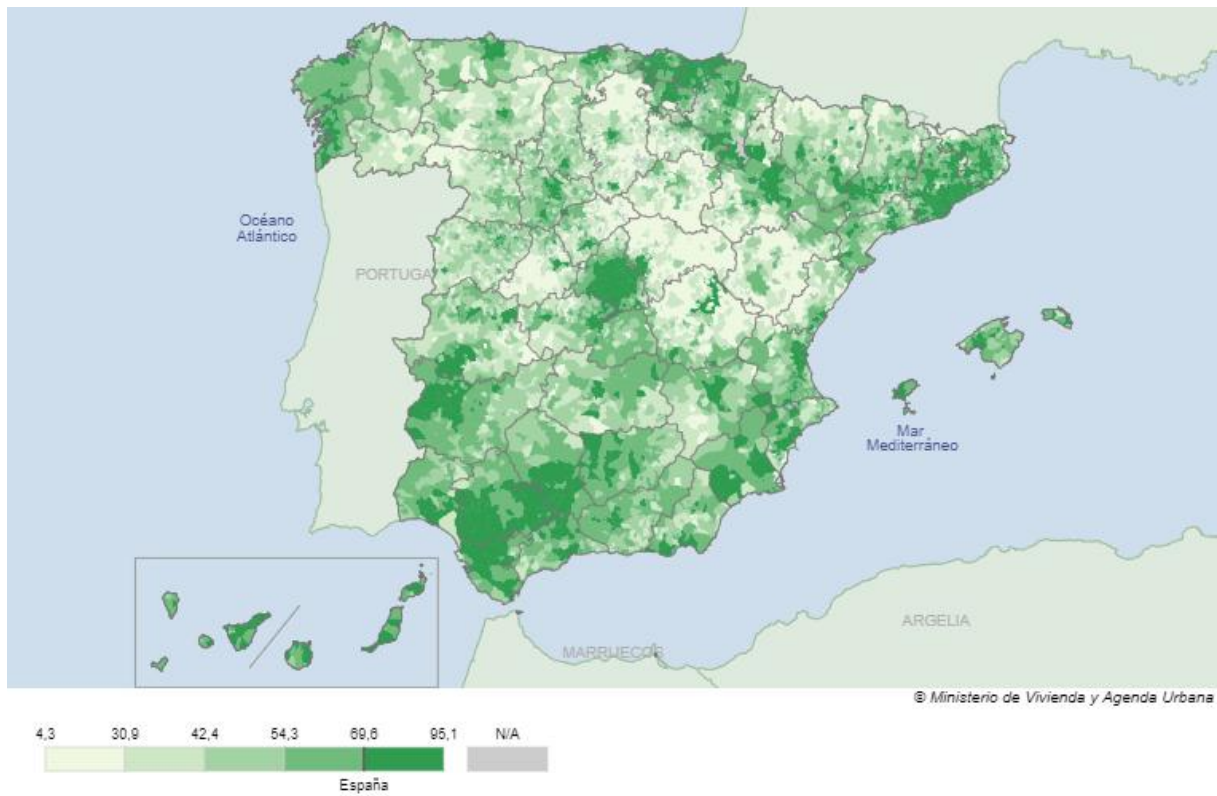 Océano
Atlántico
PORTUGA
Mar
Mediterráneo
ARGELIA
MARRUECOS
© Ministerio de Vivienda y Agenda Urbana
4,3 30,9 42,4 54,3 69,6 95,1 N/A
España